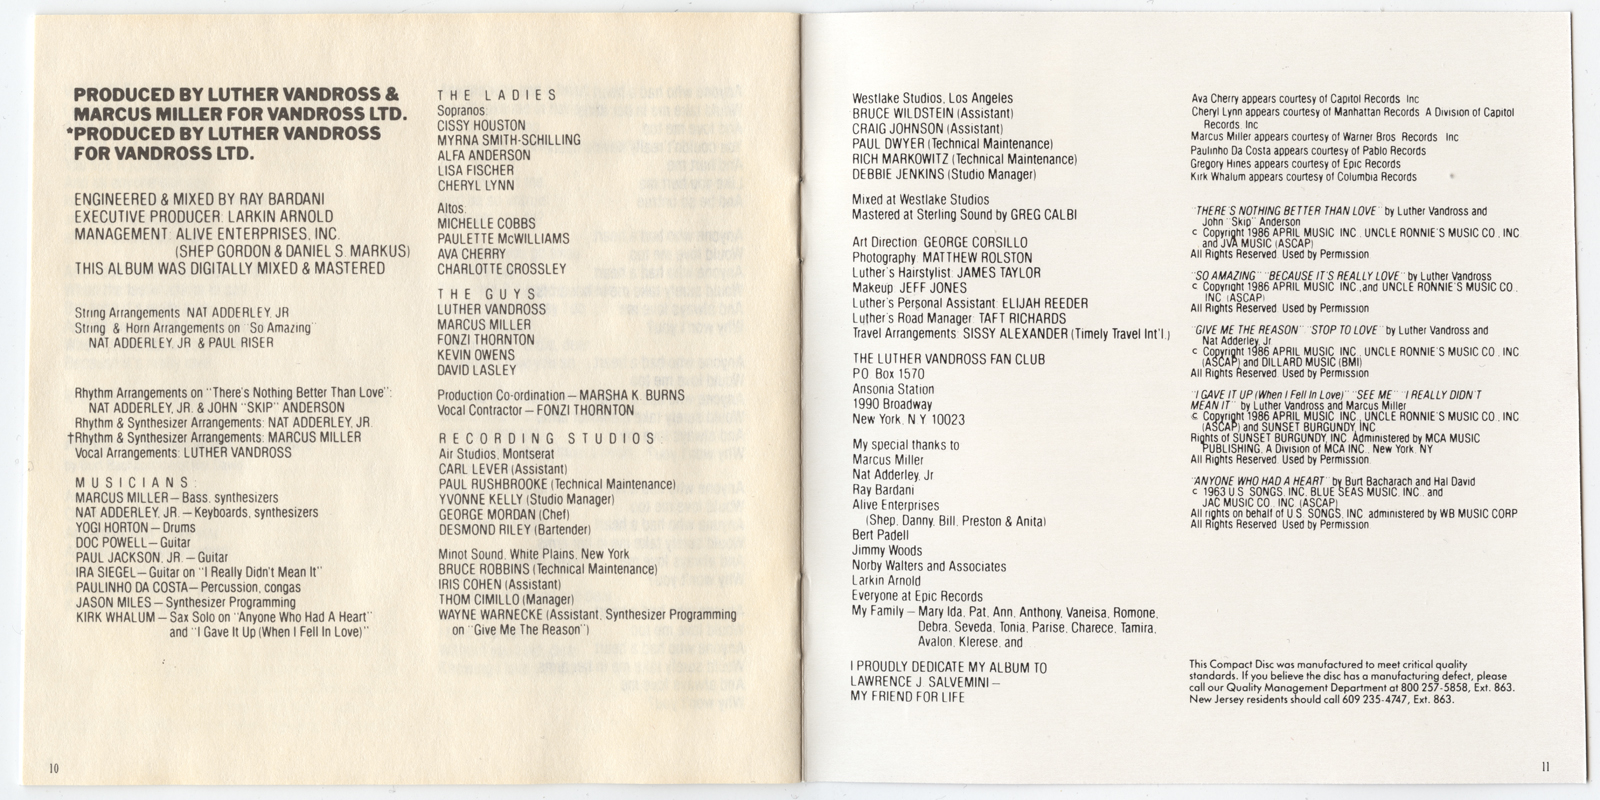 PRODUCED BY LUTHER VANDROSS &
MARCUS MILLER FOR VANDROSS LTD.
*PRODUCED BY LUTHER VANDROSS
FOR VANDROSS LTD.
ENGINEERED & MIXED BY RAY BARDANI
EXECUTIVE PRODUCER: LARKIN ARNOLD
MANAGEMENT: ALIVE ENTERPRISES, INC.
(SHEP GORDON & DANIEL S. MARKUS)
THIS ALBUM WAS DIGITALLY MIXED & MASTERED
String Arrangements NAT ADDERLEY, JR
String & Horn Arrangements on "So Amazing"
NAT ADDERLEY, JR & PAUL RISER
Rhythm Arrangements on "There's Nothing Better Than Love":
NAT ADDERLEY, JR. & JOHN "SKIP" ANDERSON
Rhythm & Synthesizer Arrangements: NAT ADDERLEY, JR.
†Rhythm & Synthesizer Arrangements: MARCUS MILLER
Vocal Arrangements: LUTHER VANDROSS
MUSICIANS:
MARCUS MILLER — Bass, synthesizers
NAT ADDERLEY, JR. — Keyboards, synthesizers
YOGI HORTON — Drums
DOC POWELL — Guitar
PAUL JACKSON, JR. — Guitar
IRA SIEGEL — Guitar on "I Really Didn't Mean It"
PAULINHO DA COSTA — Percussion, congas
JASON MILES — Synthesizer Programming
KIRK WHALUM — Sax Solo on "Anyone Who Had A Heart"
and "I Gave It Up (When I Fell In Love)"
10
THE LADIES
Sopranos:
CISSY HOUSTON
MYRNA SMITH-SCHILLING
ALFA ANDERSON
LISA FISCHER
CHERYL LYNN
Altos:
MICHELLE COBBS
PAULETTE McWILLIAMS
AVA CHERRY
CHARLOTTE CROSSLEY
THE GUYS
LUTHER VANDROSS
MARCUS MILLER
FONZI THORNTON
KEVIN OWENS
DAVID LASLEY
Production Co-ordination — MARSHA K. BURNS
Vocal Contractor — FONZI THORNTON
RECORDING STUDIOS
Air Studios, Montserat
CARL LEVER (Assistant)
PAUL RUSHBROOKE (Technical Maintenance)
YVONNE KELLY (Studio Manager)
GEORGE MORDAN (Chef)
DESMOND RILEY (Bartender)
Minot Sound, White Plains, New York
BRUCE ROBBINS (Technical Maintenance)
IRIS COHEN (Assistant)
THOM CIMILLO (Manager)
WAYNE WARNECKE (Assistant, Synthesizer Programming
on "Give Me The Reason")
Westlake Studios, Los Angeles
BRUCE WILDSTEIN (Assistant)
CRAIG JOHNSON (Assistant)
PAUL DWYER (Technical Maintenance)
RICH MARKOWITZ (Technical Maintenance)
DEBBIE JENKINS (Studio Manager)
Mixed at Westlake Studios
Mastered at Sterling Sound by GREG CALBI
Art Direction GEORGE CORSILLO
Photography MATTHEW ROLSTON
Luther's Hairstylist: JAMES TAYLOR
Makeup JEFF JONES
Luther's Personal Assistant ELIJAH REEDER
Luther's Road Manager TAFT RICHARDS
Travel Arrangements SISSY ALEXANDER (Timely Travel Int'l.)
THE LUTHER VANDROSS FAN CLUB
PO Box 1570
Ansonia Station
1990 Broadway
New York, N Y 10023
My special thanks to
Marcus Miller
Nat Adderley, Jr
Ray Bardani
Alive Enterprises
(Shep, Danny, Bill, Preston & Anita)
Bert Padell
Jimmy Woods
Norby Walters and Associates
Larkin Arnold
Everyone at Epic Records
My Family — Mary Ida, Pat, Ann, Anthony, Vaneisa, Romone,
Debra, Seveda, Tonia, Parise, Charece, Tamira,
Avalon, Klerese, and
I PROUDLY DEDICATE MY ALBUM TO
LAWRENCE J SALVEMINI —
MY FRIEND FOR LIFE
Ava Cherry appears courtesy of Capitol Records Inc
Cheryl Lynn appears courtesy of Manhattan Records A Division of Capitol
Records, Inc
Marcus Miller appears courtesy of Warner Bros Records Inc
Paulinho Da Costa appears courtesy of Pablo Records
Gregory Hines appears courtesy of Epic Records
Kirk Whalum appears courtesy of Columbia Records
"THERE'S NOTHING BETTER THAN LOVE" by Luther Vandross and
John "Skip" Anderson
c Copyright 1986 APRIL MUSIC INC., UNCLE RONNIE'S MUSIC CO., INC.
and JVA MUSIC (ASCAP)
All Rights Reserved Used by Permission
"SO AMAZING" "BECAUSE IT'S REALLY LOVE" by Luther Vandross
c Copyright 1986 APRIL MUSIC INC., and UNCLE RONNIE'S MUSIC CO.,
INC (ASCAP)
All Rights Reserved Used by Permission
"GIVE ME THE REASON" "STOP TO LOVE" by Luther Vandross and
Nat Adderley, Jr
c Copyright 1986 APRIL MUSIC INC., UNCLE RONNIE'S MUSIC CO., INC
(ASCAP) and DILLARD MUSIC (BMI)
All Rights Reserved Used by Permission
"I GAVE IT UP (When I Fell In Love)" "SEE ME" "I REALLY DIDN'T
MEAN IT" by Luther Vandross and Marcus Miller
c Copyright 1986 APRIL MUSIC INC., UNCLE RONNIE'S MUSIC CO., INC
(ASCAP) and SUNSET BURGUNDY, INC
Rights of SUNSET BURGUNDY, INC Administered by MCA MUSIC
PUBLISHING, A Division of MCA INC., New York, NY
All Rights Reserved Used by Permission
"ANYONE WHO HAD A HEART" by Burt Bacharach and Hal David
c 1963 U S SONGS, INC, BLUE SEAS MUSIC, INC., and
JAC MUSIC CO., INC (ASCAP)
All rights on behalf of U.S. SONGS, INC administered by WB MUSIC CORP
All Rights Reserved Used by Permission
This Compact Disc was manufactured to meet critical quality
standards. If you believe the disc has a manufacturing defect, please
call our Quality Management Department at 800 257-5858, Ext. 863.
New Jersey residents should call 609 235-4747, Ext. 863.
11